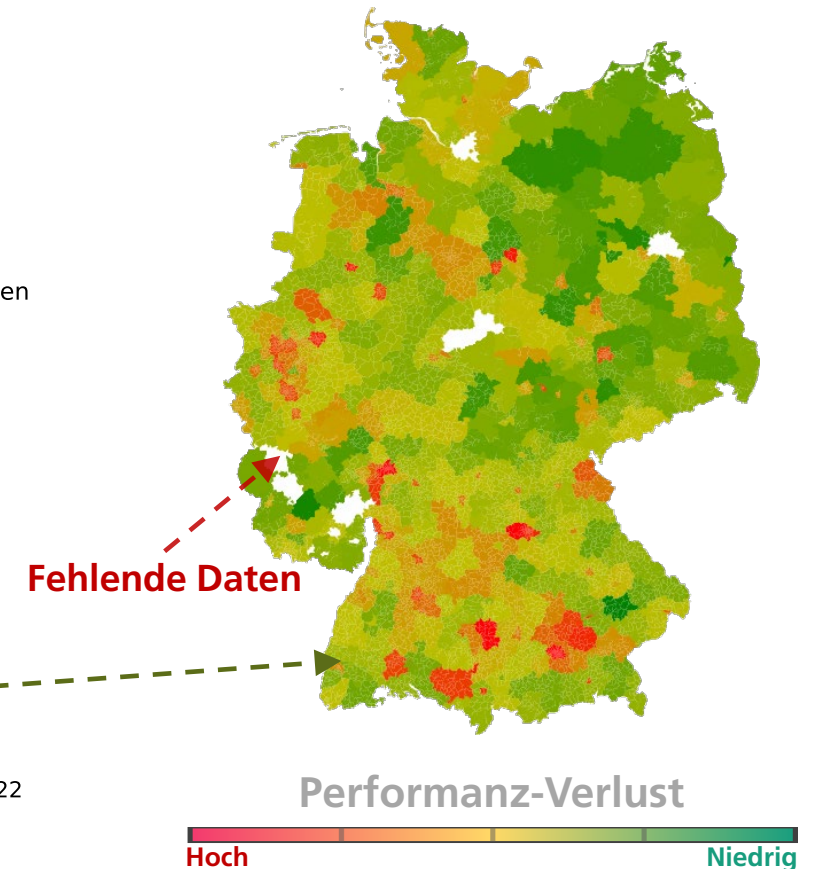 en
Fehlende Daten
22
Performanz-Verlust
Hoch
Niedrig